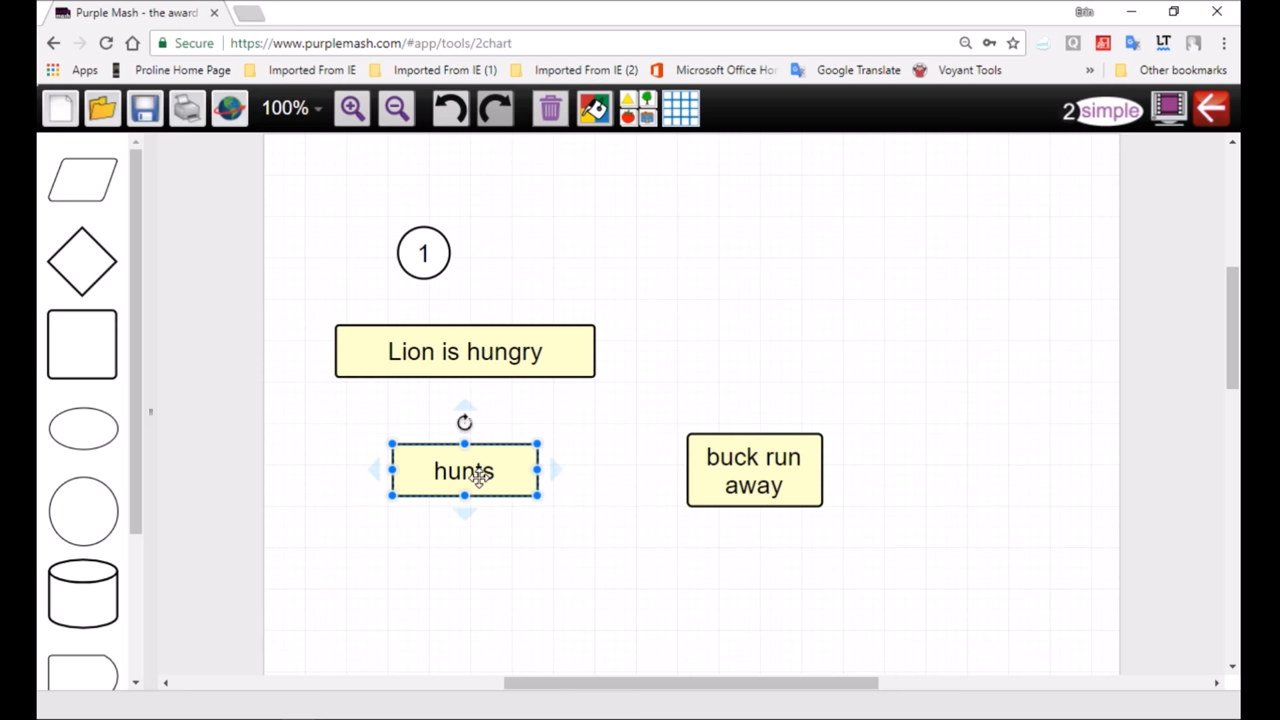 Purple Mash - the award
Erin
Secure
https://www.purplemash.com/#app/tools/2chart
Apps
Proline Home Page
Imported From IE
Imported From IE (1)
Imported From IE (2)
Microsoft Office Hor
Google Translate
Voyant Tools
»
Other bookmarks
100%
2simple
1
Lion is hungry
hunts
buck run
away